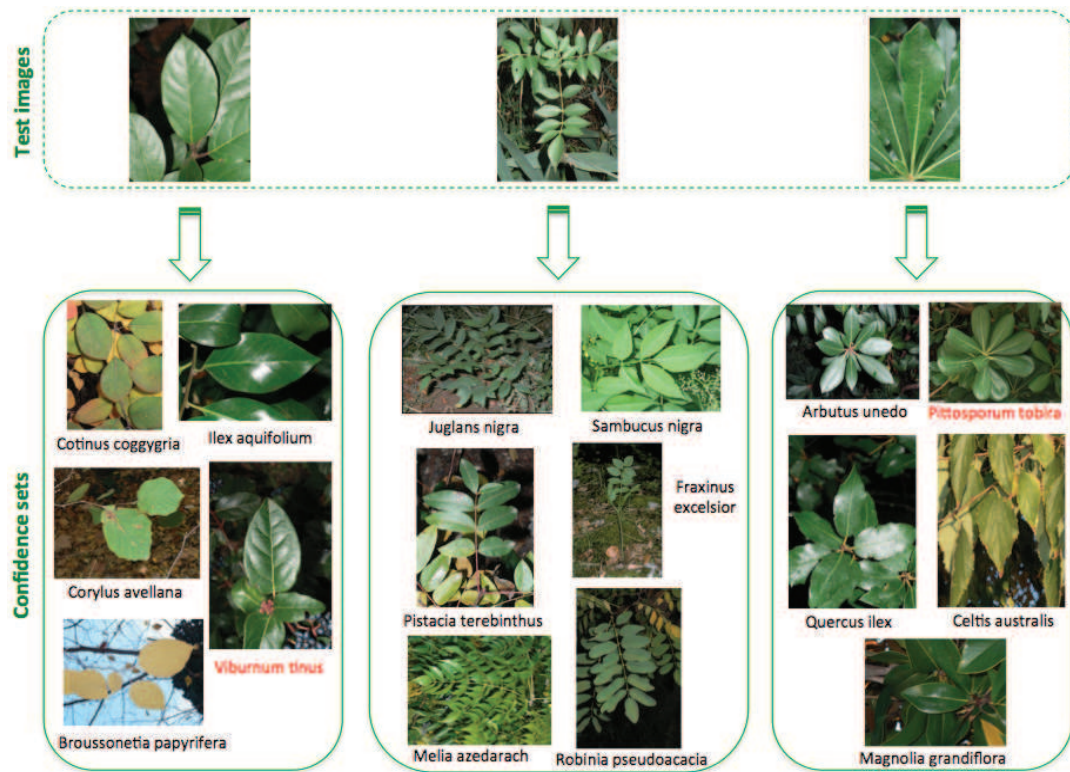 Test images
Confidence sets
Cotinus coggygria
Ilex aquifolium
Corylus avellana
Viburnum tinus
Broussonetia papyrifera
Juglans nigra
Sambucus nigra
Pistacia terebinthus
Fraxinus
excelsior
Melia azedarach
Robinia pseudoacacia
Arbutus unedo
Pittosporum tobira
Quercus ilex
Celtis australis
Magnolia grandiflora